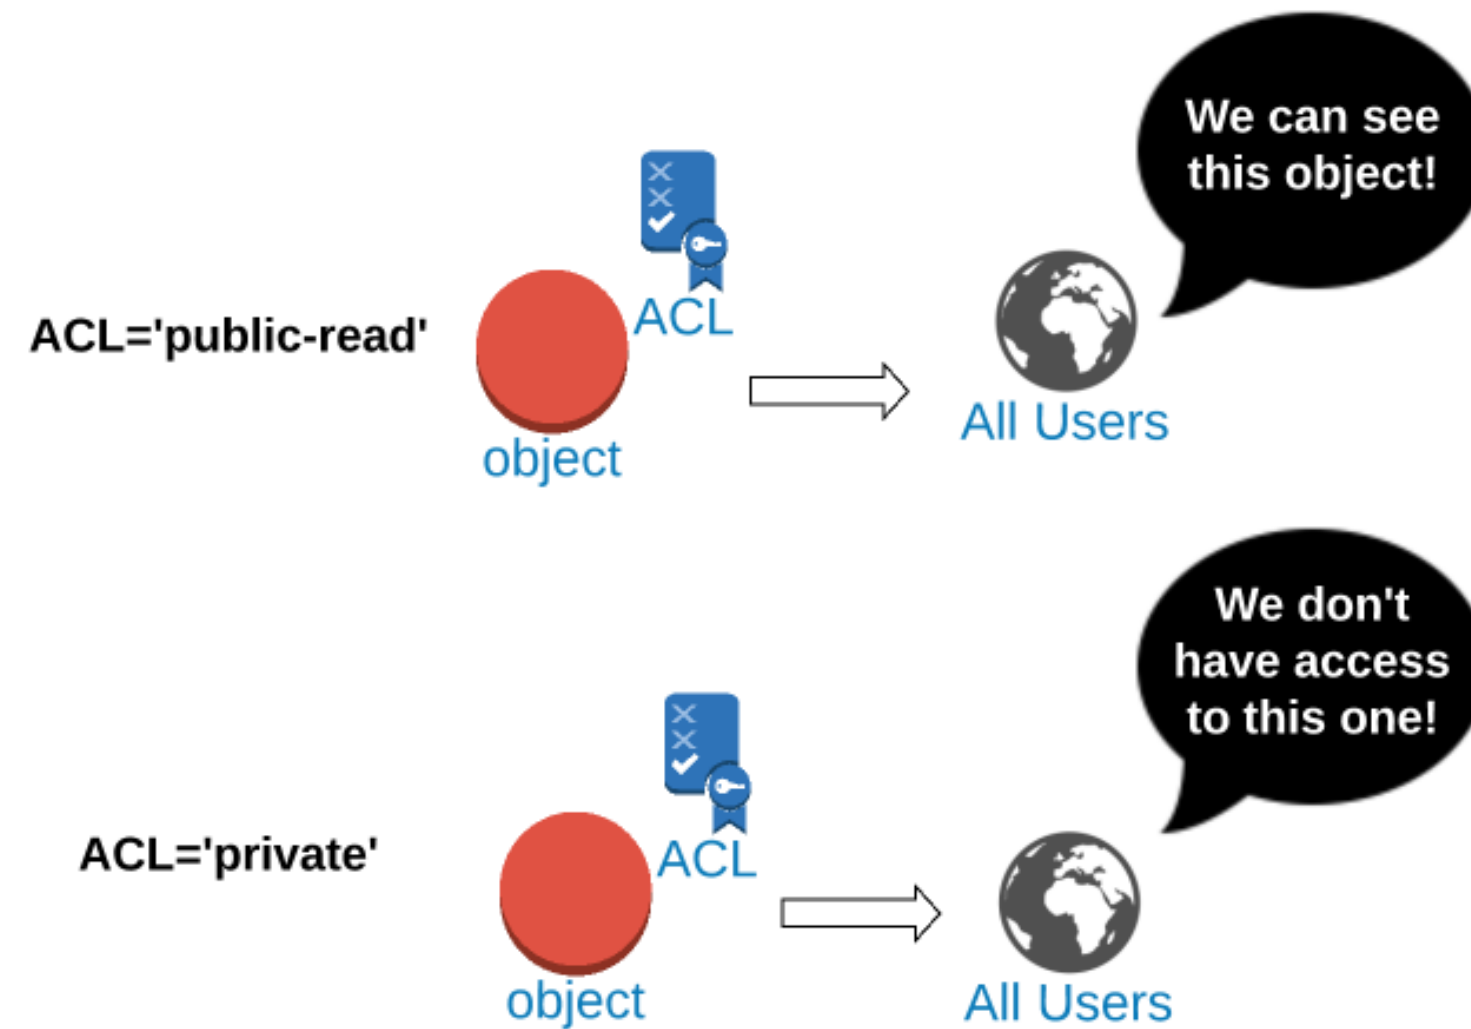 We can see
this object!
ACL
ACL='public-read'
object
All Users
We don't
have access
to this one!
ACL
ACL='private'
object
All Users